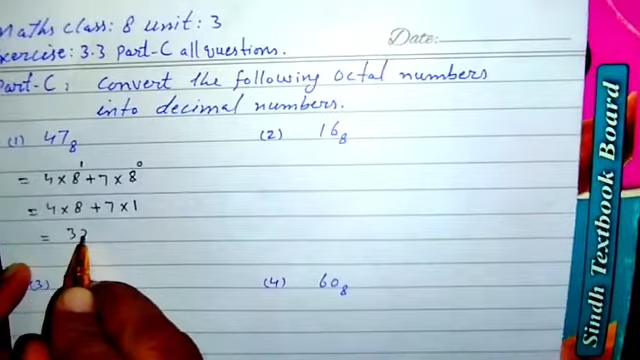 Maths class: 8 unit: 3
Date:
Exercise: 3.3 Part-C all questions.
Part-C: Convert the following Octal numbers
into decimal numbers.
(1) 47₈ (2) 16₈
= 4 × 8¹ + 7 × 8⁰
= 4 × 8 + 7 × 1
= 32
(3) (4) 60₈
Sindh Textbook Board